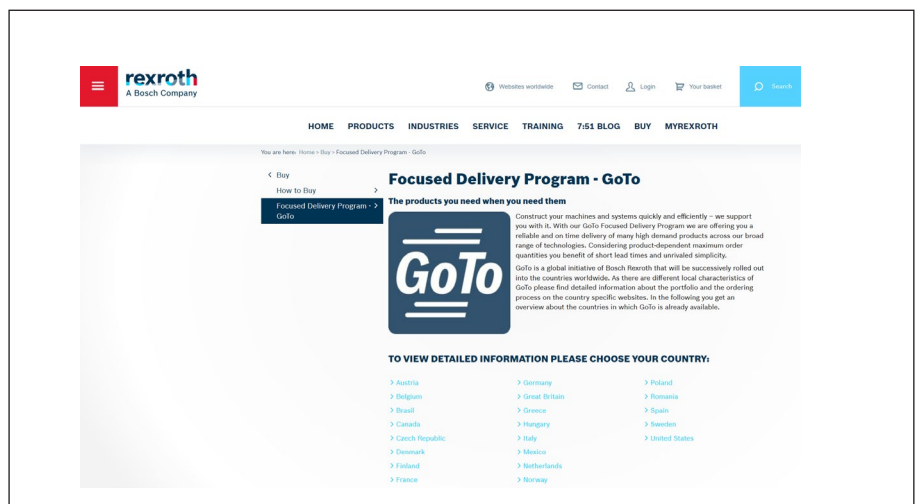 rexroth
A Bosch Company
Websites worldwide
Contact
Login
Your basket
Search
HOME PRODUCTS INDUSTRIES SERVICE TRAINING 7:51 BLOG BUY MYREXROTH
You are here: Home > Buy > Focused Delivery Program - GoTo
Buy
How to Buy
Focused Delivery Program -
GoTo
Focused Delivery Program - GoTo
The products you need when you need them
GoTo
Construct your machines and systems quickly and efficiently – we support
you with it. With our GoTo Focused Delivery Program we are offering you a
reliable and on time delivery of many high demand products across our broad
range of technologies. Considering product-dependent maximum order
quantities you benefit of short lead times and unrivaled simplicity.
GoTo is a global initiative of Bosch Rexroth that will be successively rolled out
into the countries worldwide. As there are different local characteristics of
GoTo please find detailed information about the portfolio and the ordering
process on the country specific websites. In the following you get an
overview about the countries in which GoTo is already available.
TO VIEW DETAILED INFORMATION PLEASE CHOOSE YOUR COUNTRY:
> Austria
> Belgium
> Brasil
> Canada
> Czech Republic
> Denmark
> Finland
> France
> Germany
> Great Britain
> Greece
> Hungary
> Italy
> Mexico
> Netherlands
> Norway
> Poland
> Romania
> Spain
> Sweden
> United States